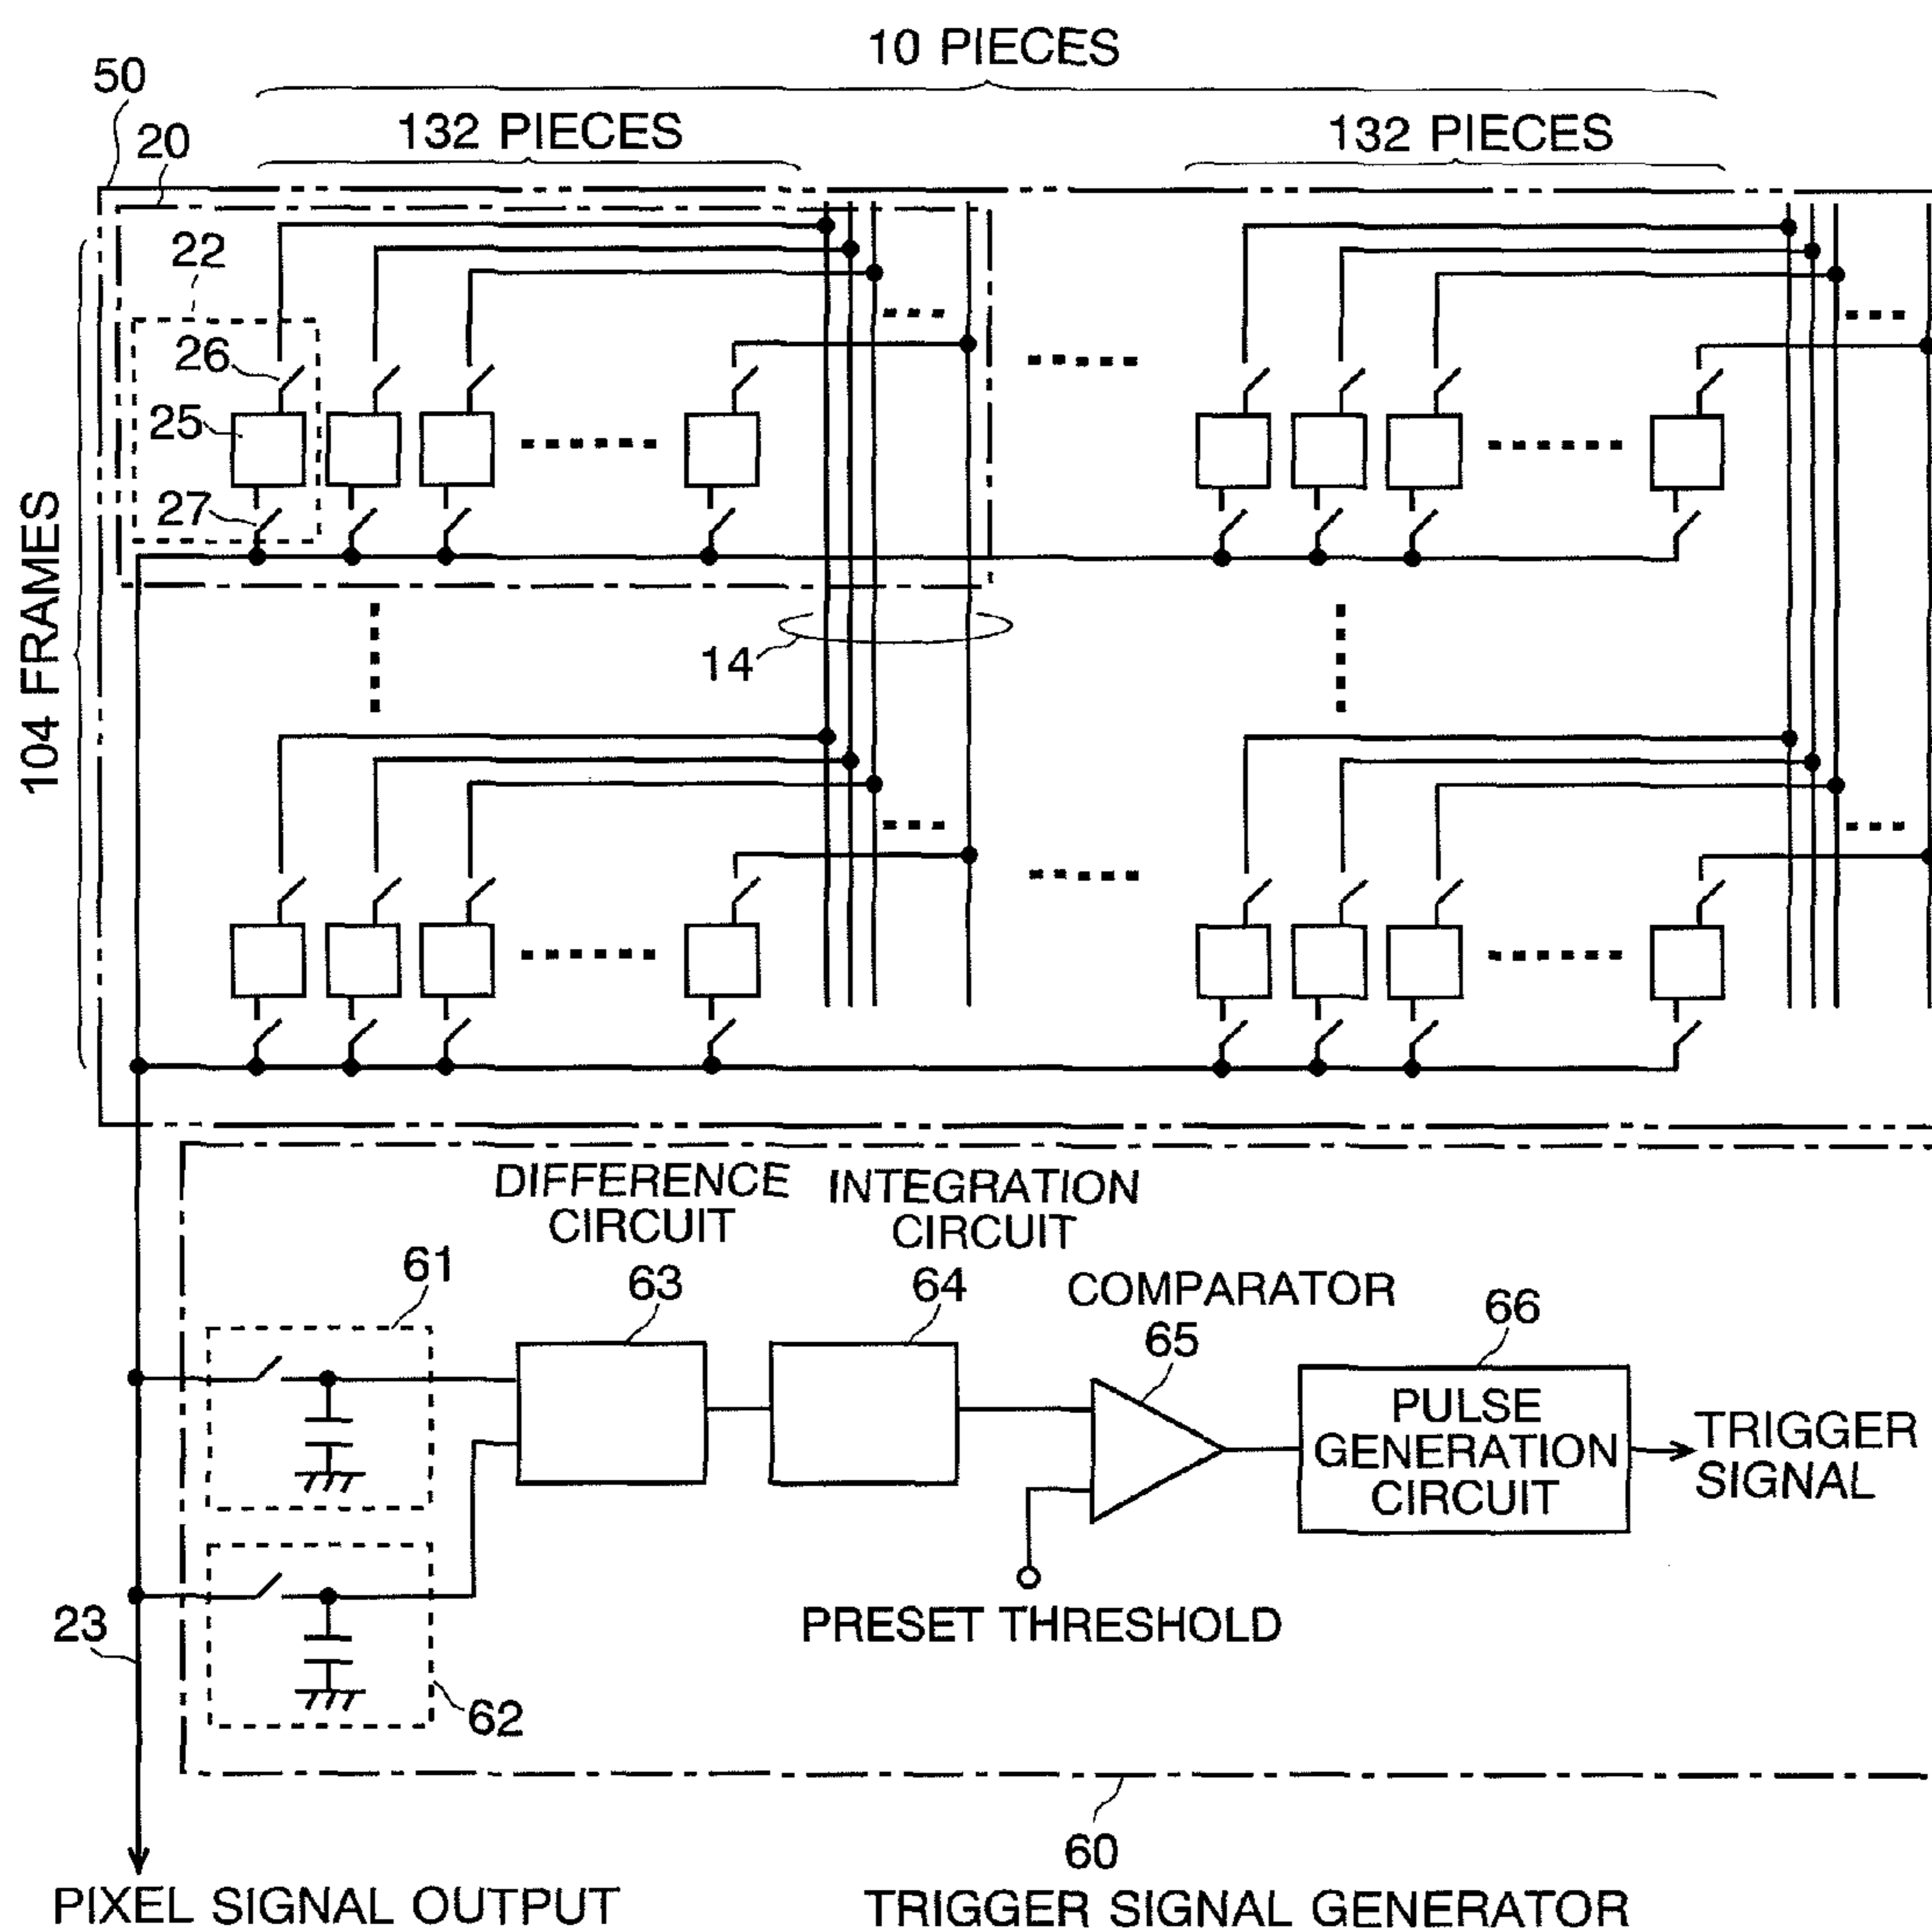 10 PIECES
50
132 PIECES
132 PIECES
20
22
26
25
27
104 FRAMES
14
DIFFERENCE
CIRCUIT
INTEGRATION
CIRCUIT
61
63
64
COMPARATOR
65
66
PULSE
GENERATION
CIRCUIT
TRIGGER
SIGNAL
PRESET THRESHOLD
23
62
60
PIXEL SIGNAL OUTPUT
TRIGGER SIGNAL GENERATOR